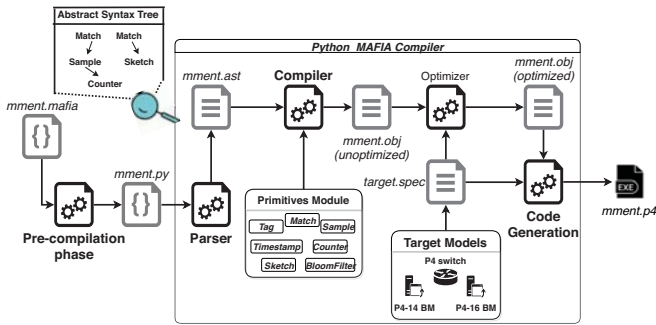 Abstract Syntax Tree
Match Match
Sample Sketch
Counter
Python MAFIA Compiler
mment.mafia
{}
Pre-compilation
phase
mment.py
{}
Parser
mment.ast
Compiler
mment.obj
(unoptimized)
Optimizer
mment.obj
(optimized)
target.spec
Code
Generation
EXE
mment.p4
Primitives Module
Tag Match Sample
Timestamp Counter
Sketch BloomFilter
Target Models
P4 switch
P4-14 BM P4-16 BM